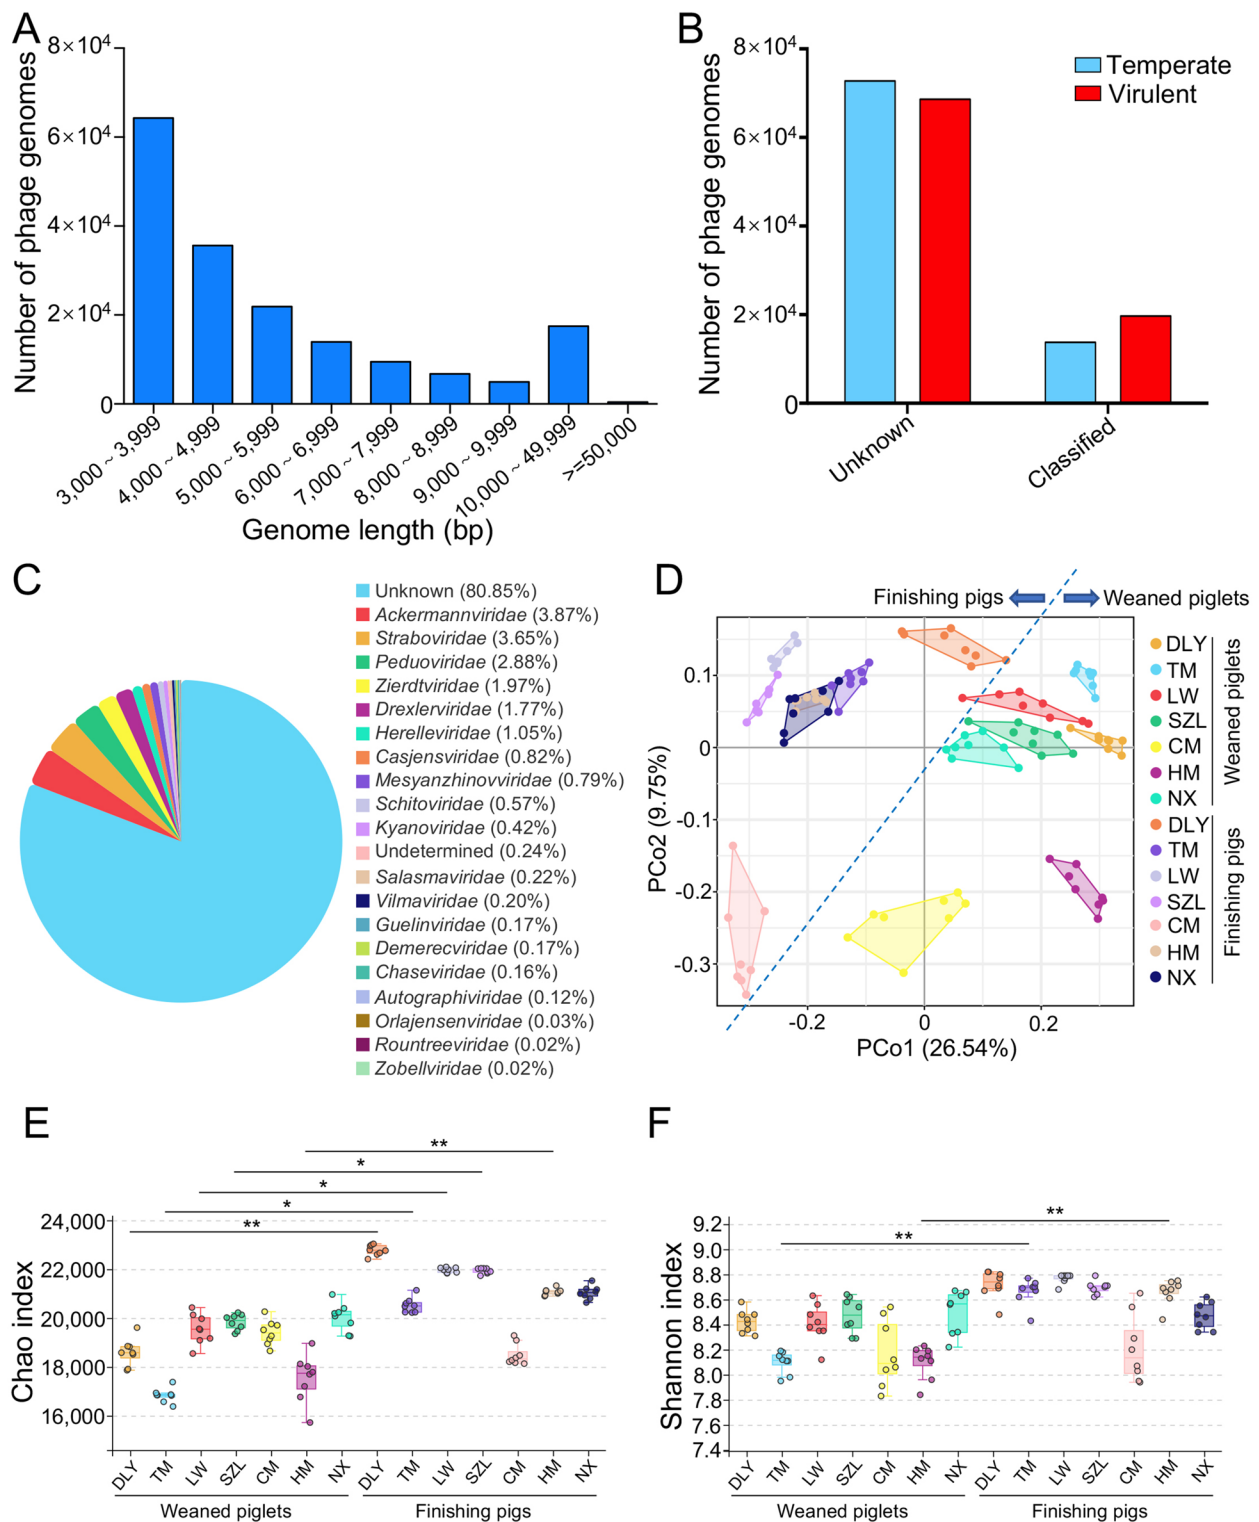 A
8×10⁴
6×10⁴
4×10⁴
2×10⁴
0
Number of phage genomes
3,000 ~ 3,999
4,000 ~ 4,999
5,000 ~ 5,999
6,000 ~ 6,999
7,000 ~ 7,999
8,000 ~ 8,999
9,000 ~ 9,999
10,000 ~ 49,999
>=50,000
Genome length (bp)
B
8×10⁴
6×10⁴
4×10⁴
2×10⁴
0
Number of phage genomes
Temperate
Virulent
Unknown
Classified
C
Unknown (80.85%)
Ackermannviridae (3.87%)
Straboviridae (3.65%)
Peduoviridae (2.88%)
Zierdtviridae (1.97%)
Drexlerviridae (1.77%)
Herelleviridae (1.05%)
Casjensviridae (0.82%)
Mesyanzhinovviridae (0.79%)
Schitoviridae (0.57%)
Kyanoviridae (0.42%)
Undetermined (0.24%)
Salasmaviridae (0.22%)
Vilmaviridae (0.20%)
Guelinviridae (0.17%)
Demerecviridae (0.17%)
Chaseviridae (0.16%)
Autographiviridae (0.12%)
Orlajensenviridae (0.03%)
Rountreeviridae (0.02%)
Zobellviridae (0.02%)
D
Finishing pigs
Weaned piglets
0.1
0
-0.1
-0.2
-0.3
PCo2 (9.75%)
-0.2
0
0.2
PCo1 (26.54%)
DLY
TM
LW
SZL
CM
HM
NX
Weaned piglets
DLY
TM
LW
SZL
CM
HM
NX
Finishing pigs
E
**
*
*
*
**
24,000
22,000
20,000
18,000
16,000
Chao index
DLY
TM
LW
SZL
CM
HM
NX
DLY
TM
LW
SZL
CM
HM
NX
Weaned piglets
Finishing pigs
F
**
**
9.2
9.0
8.8
8.6
8.4
8.2
8.0
7.8
7.6
7.4
Shannon index
DLY
TM
LW
SZL
CM
HM
NX
DLY
TM
LW
SZL
CM
HM
NX
Weaned piglets
Finishing pigs